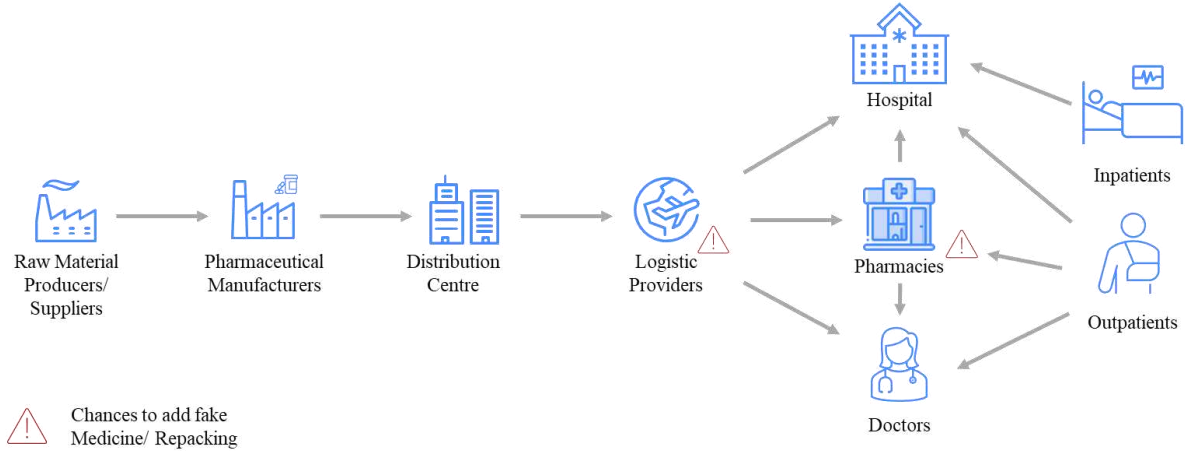 Hospital
Inpatients
Raw Material
Producers/
Suppliers
Pharmaceutical
Manufacturers
Distribution
Centre
Logistic
Providers
Pharmacies
Outpatients
Doctors
Chances to add fake
Medicine/ Repacking